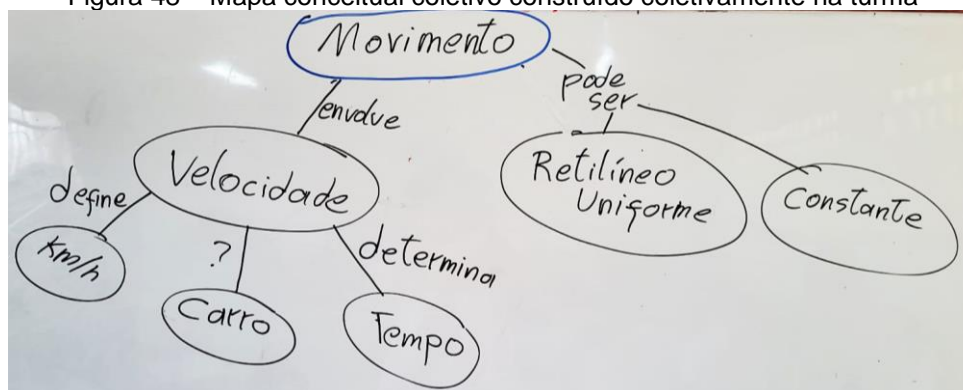 Figura 48 – Mapa conceitual coletivo construído coletivamente na turma
Movimento
envolve
pode
ser
Velocidade
Retilíneo
Uniforme
Constante
define
?
determina
Km/h
Carro
Tempo